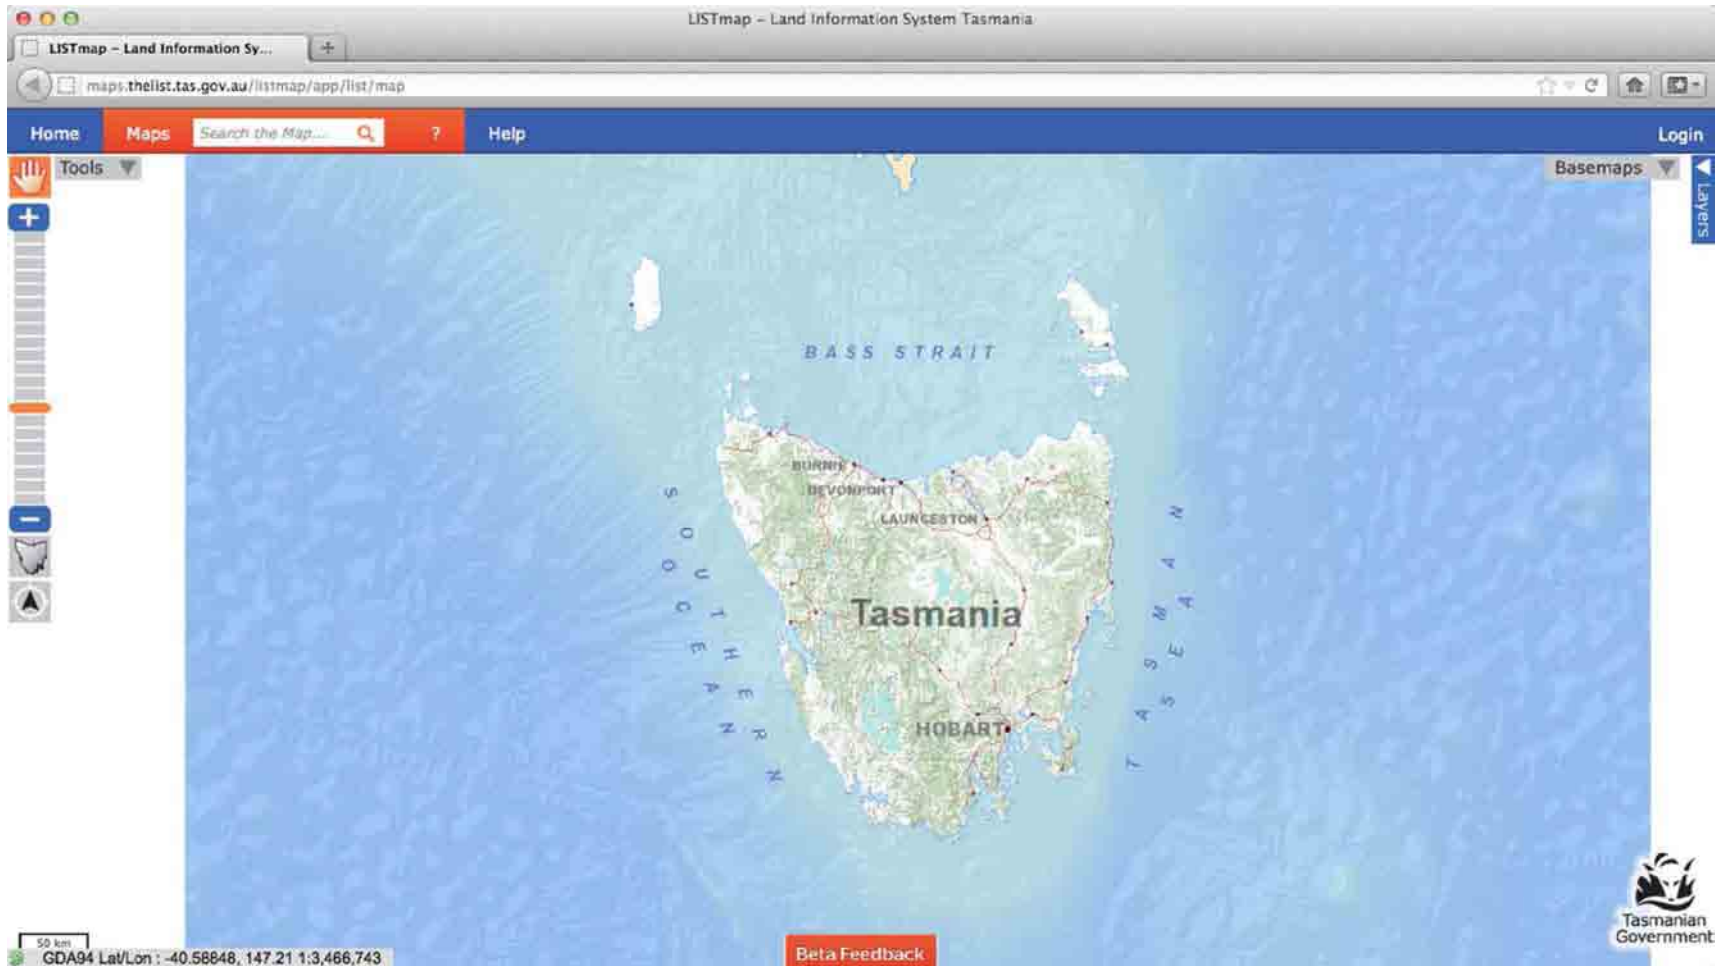 LISTmap – Land Information System Tasmania
LISTmap – Land Information Sy...
maps.thelist.tas.gov.au/listmap/app/list/map
Home Maps Search the Map.... ? Help Login
Tools Basemaps
Layers
BASS STRAIT
BURNIE
DEVONPORT
LAUNCESTON
SOUTHERN
OCEAN
TASMAN
SEA
Tasmania
HOBART
Tasmanian
Government
50 km
GDA94 Lat/Lon : -40.58848, 147.21 1:3,466,743
Beta Feedback